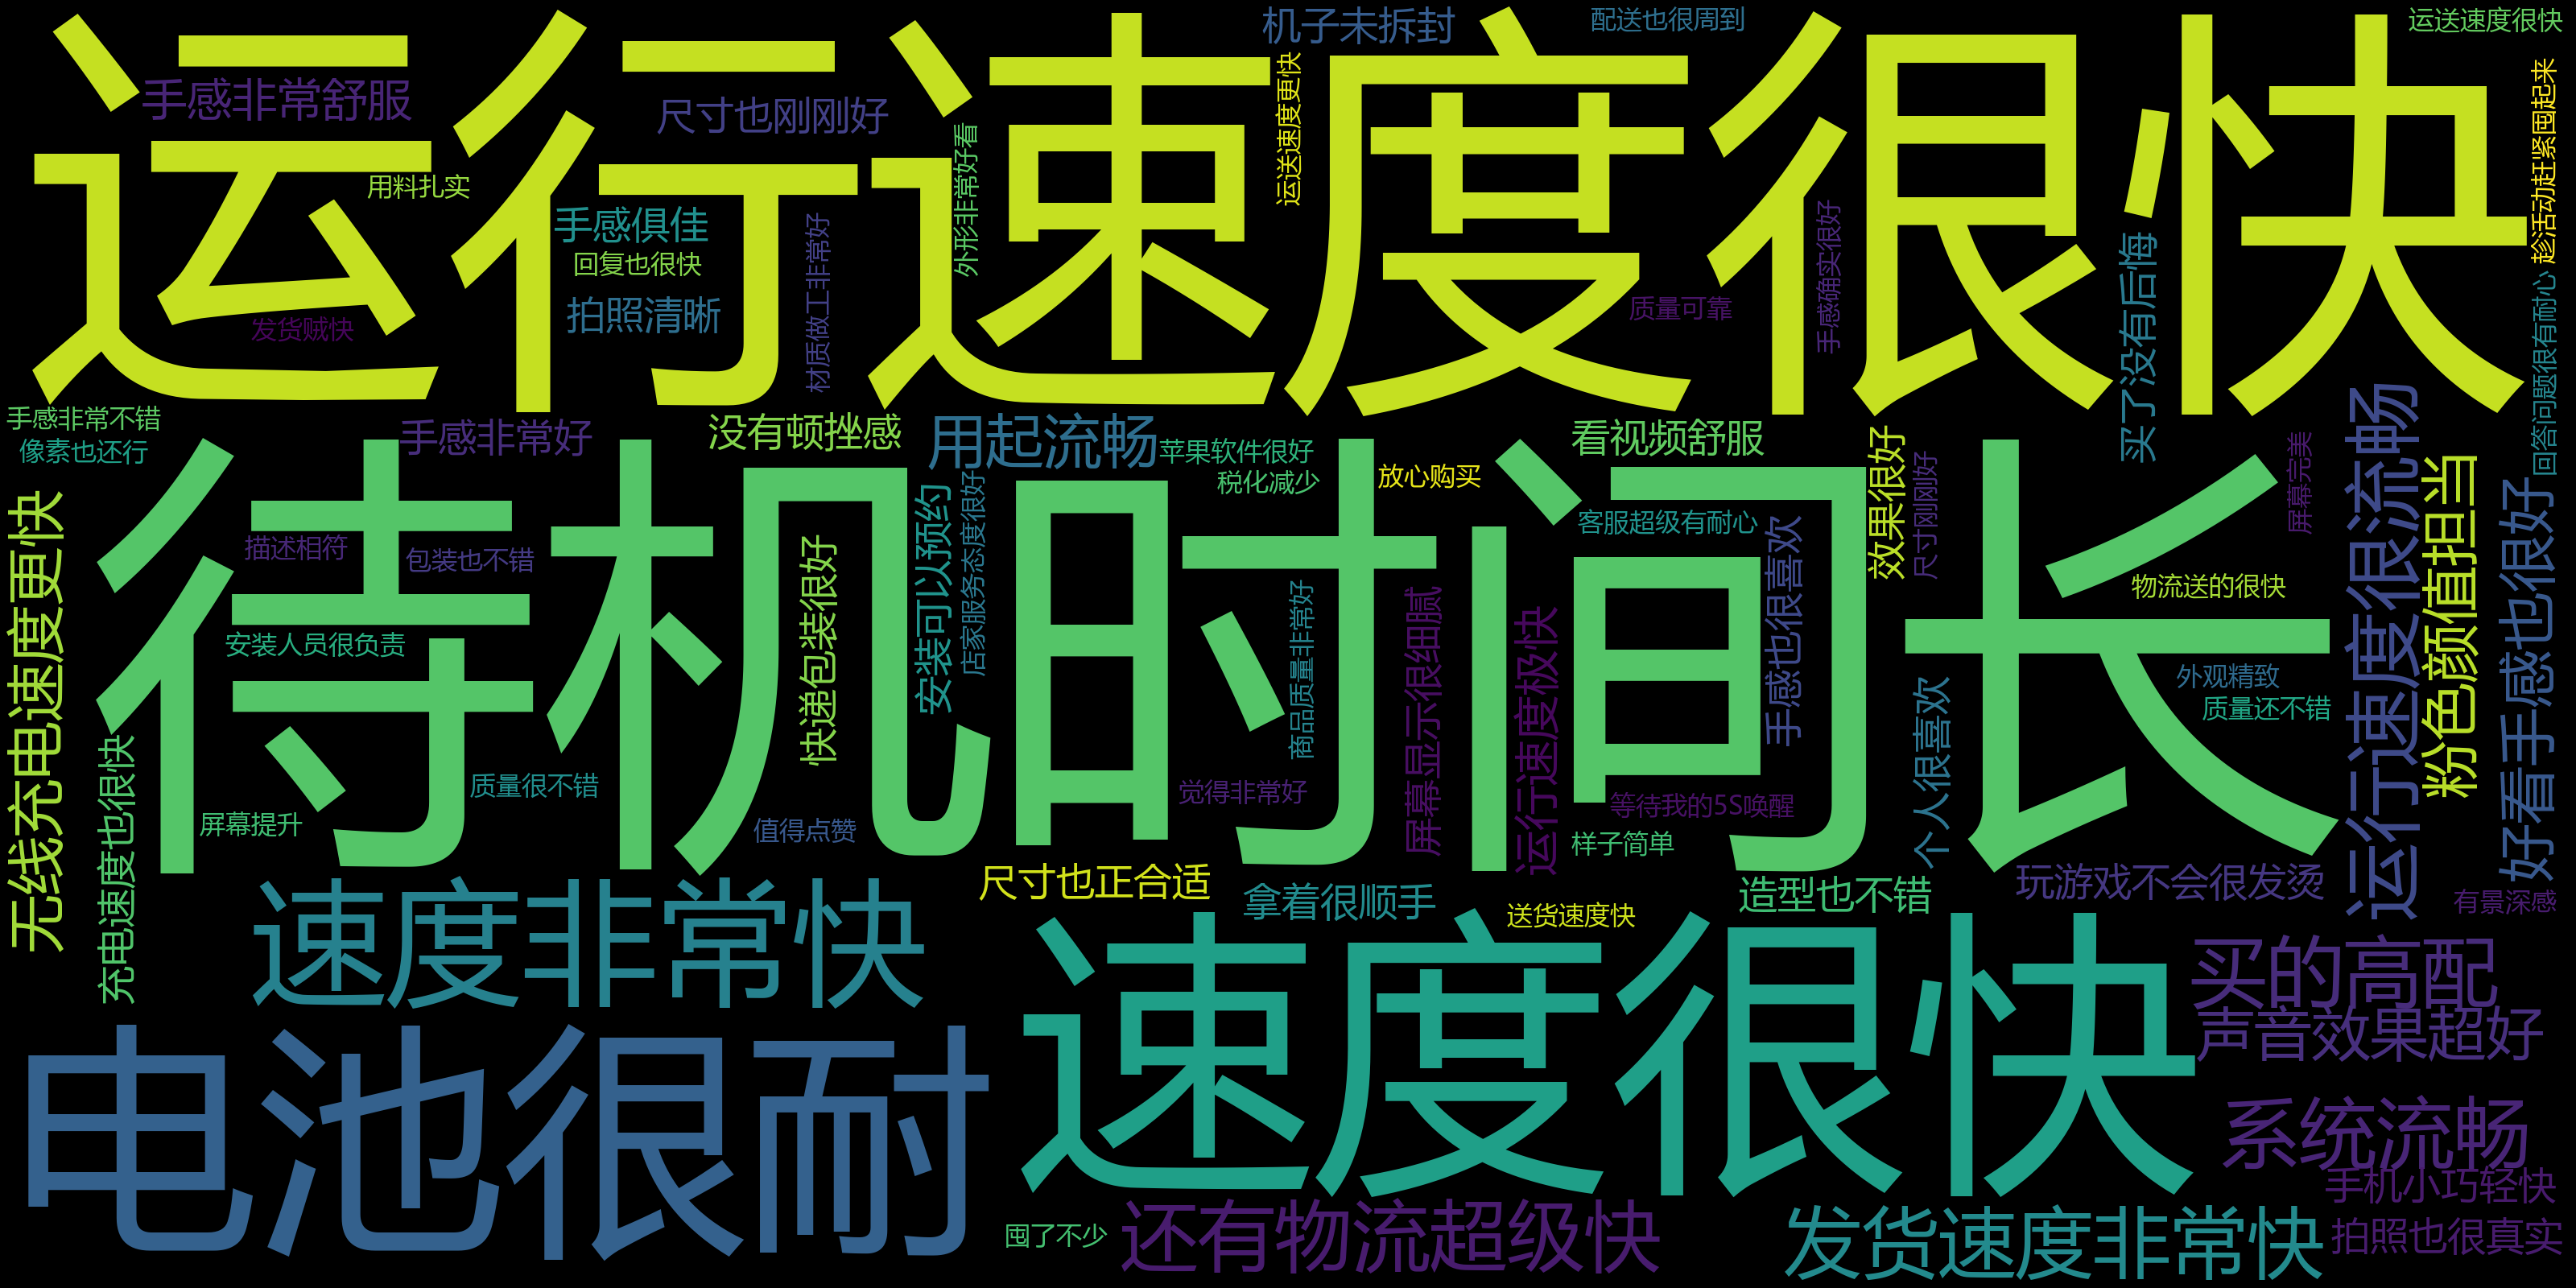 运行速度很快
机子未拆封
配送也很周到
运送速度很快
手感非常舒服
尺寸也刚刚好
外形非常好看
运送速度更快
趁活动赶紧囤起来
用料扎实
手感俱佳
回复也很快
拍照清晰
材质做工非常好
发货贼快
质量可靠
手感确实很好
买了没有后悔
回答问题很有耐心
手感非常不错
像素也还行
手感非常好
没有顿挫感
用起流畅
苹果软件很好
税化减少
放心购买
看视频舒服
效果很好
尺寸刚刚好
屏幕完美
运行速度很流畅
粉色颜值担当
好看手感也很好
待机时间长
无线充电速度更快
描述相符
包装也不错
快递包装很好
安装可以预约
店家服务态度很好
客服超级有耐心
手感也很喜欢
物流送的很快
安装人员很负责
商品质量非常好
屏幕显示很细腻
运行速度极快
个人很喜欢
外观精致
质量还不错
充电速度也很快
质量很不错
屏幕提升
值得点赞
觉得非常好
等待我的5S唤醒
样子简单
尺寸也正合适
拿着很顺手
送货速度快
造型也不错
玩游戏不会很发烫
有景深感
速度非常快
速度很快
买的高配
声音效果超好
电池很耐
系统流畅
手机小巧轻快
囤了不少
还有物流超级快
发货速度非常快
拍照也很真实